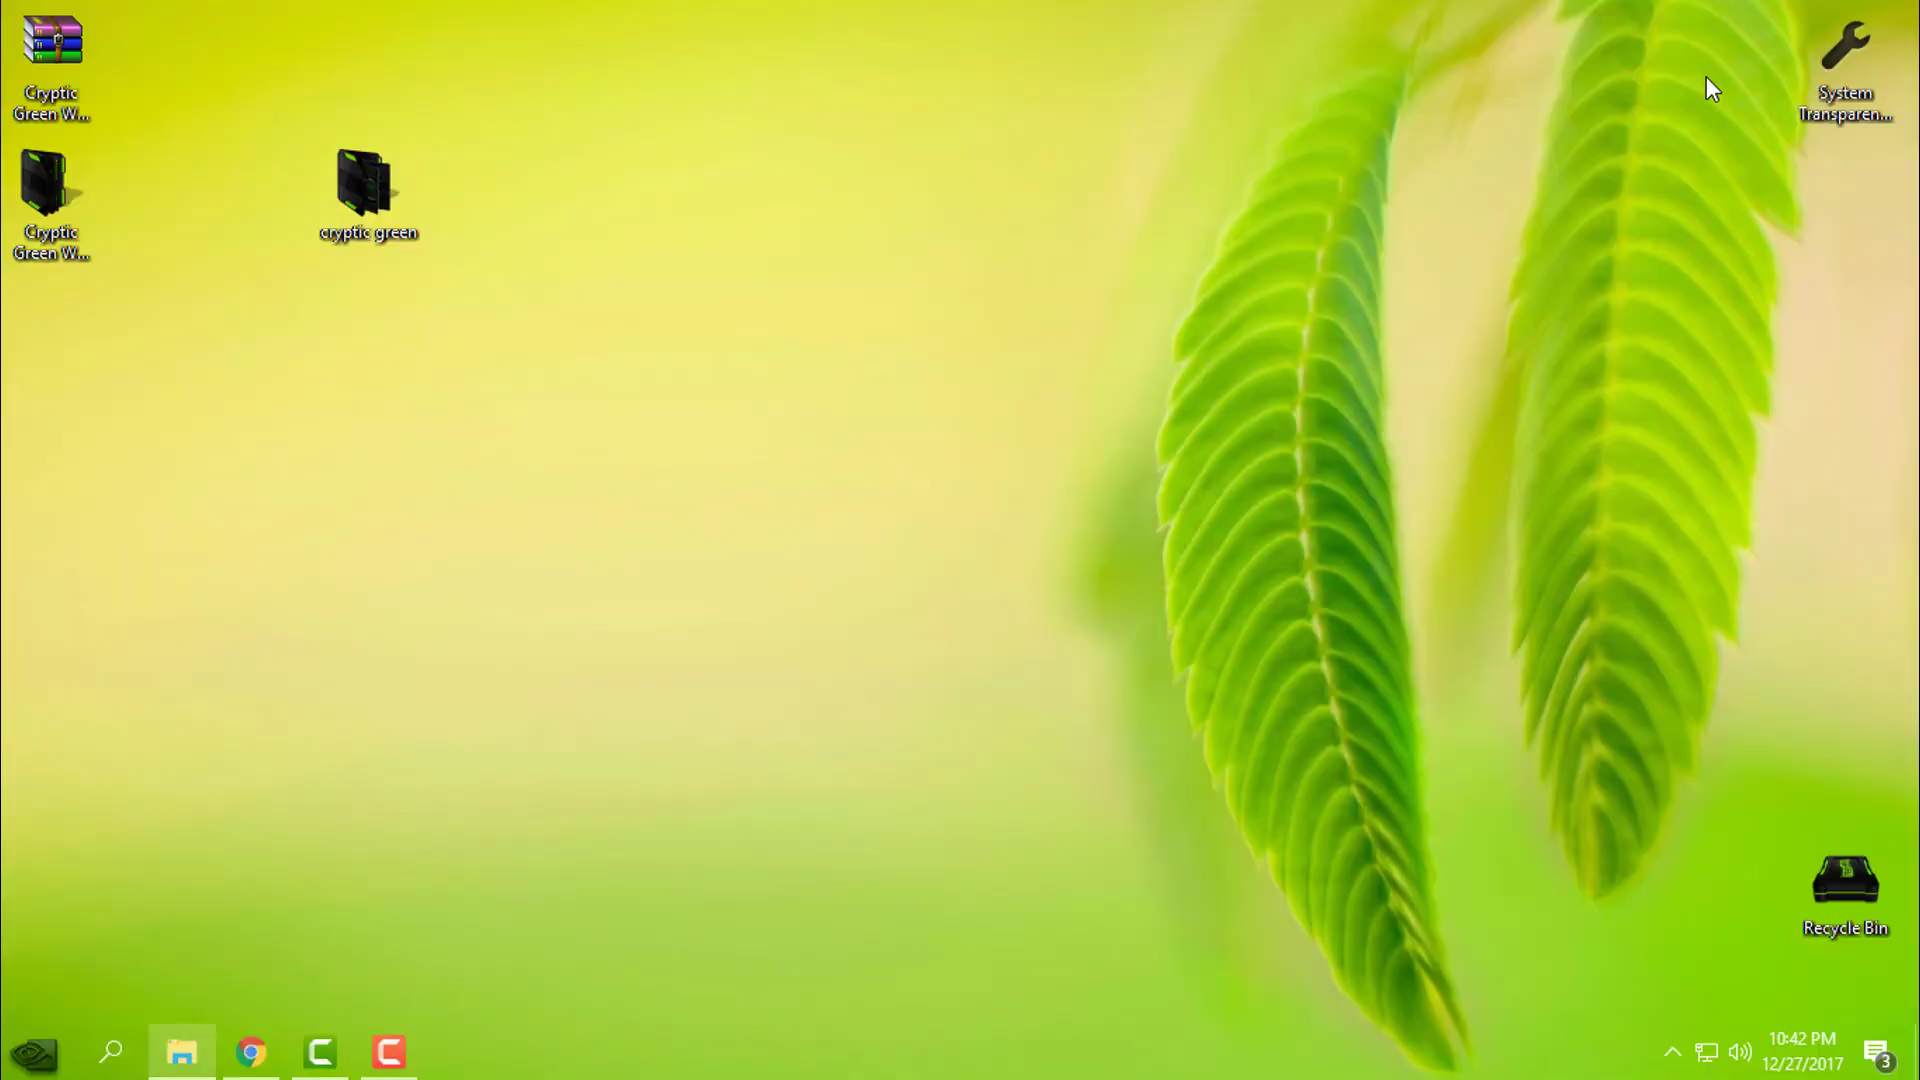 Cryptic
Green W...
Cryptic
Green W...
cryptic green
System
Transparen...
Recycle Bin
10:42 PM
12/27/2017
3